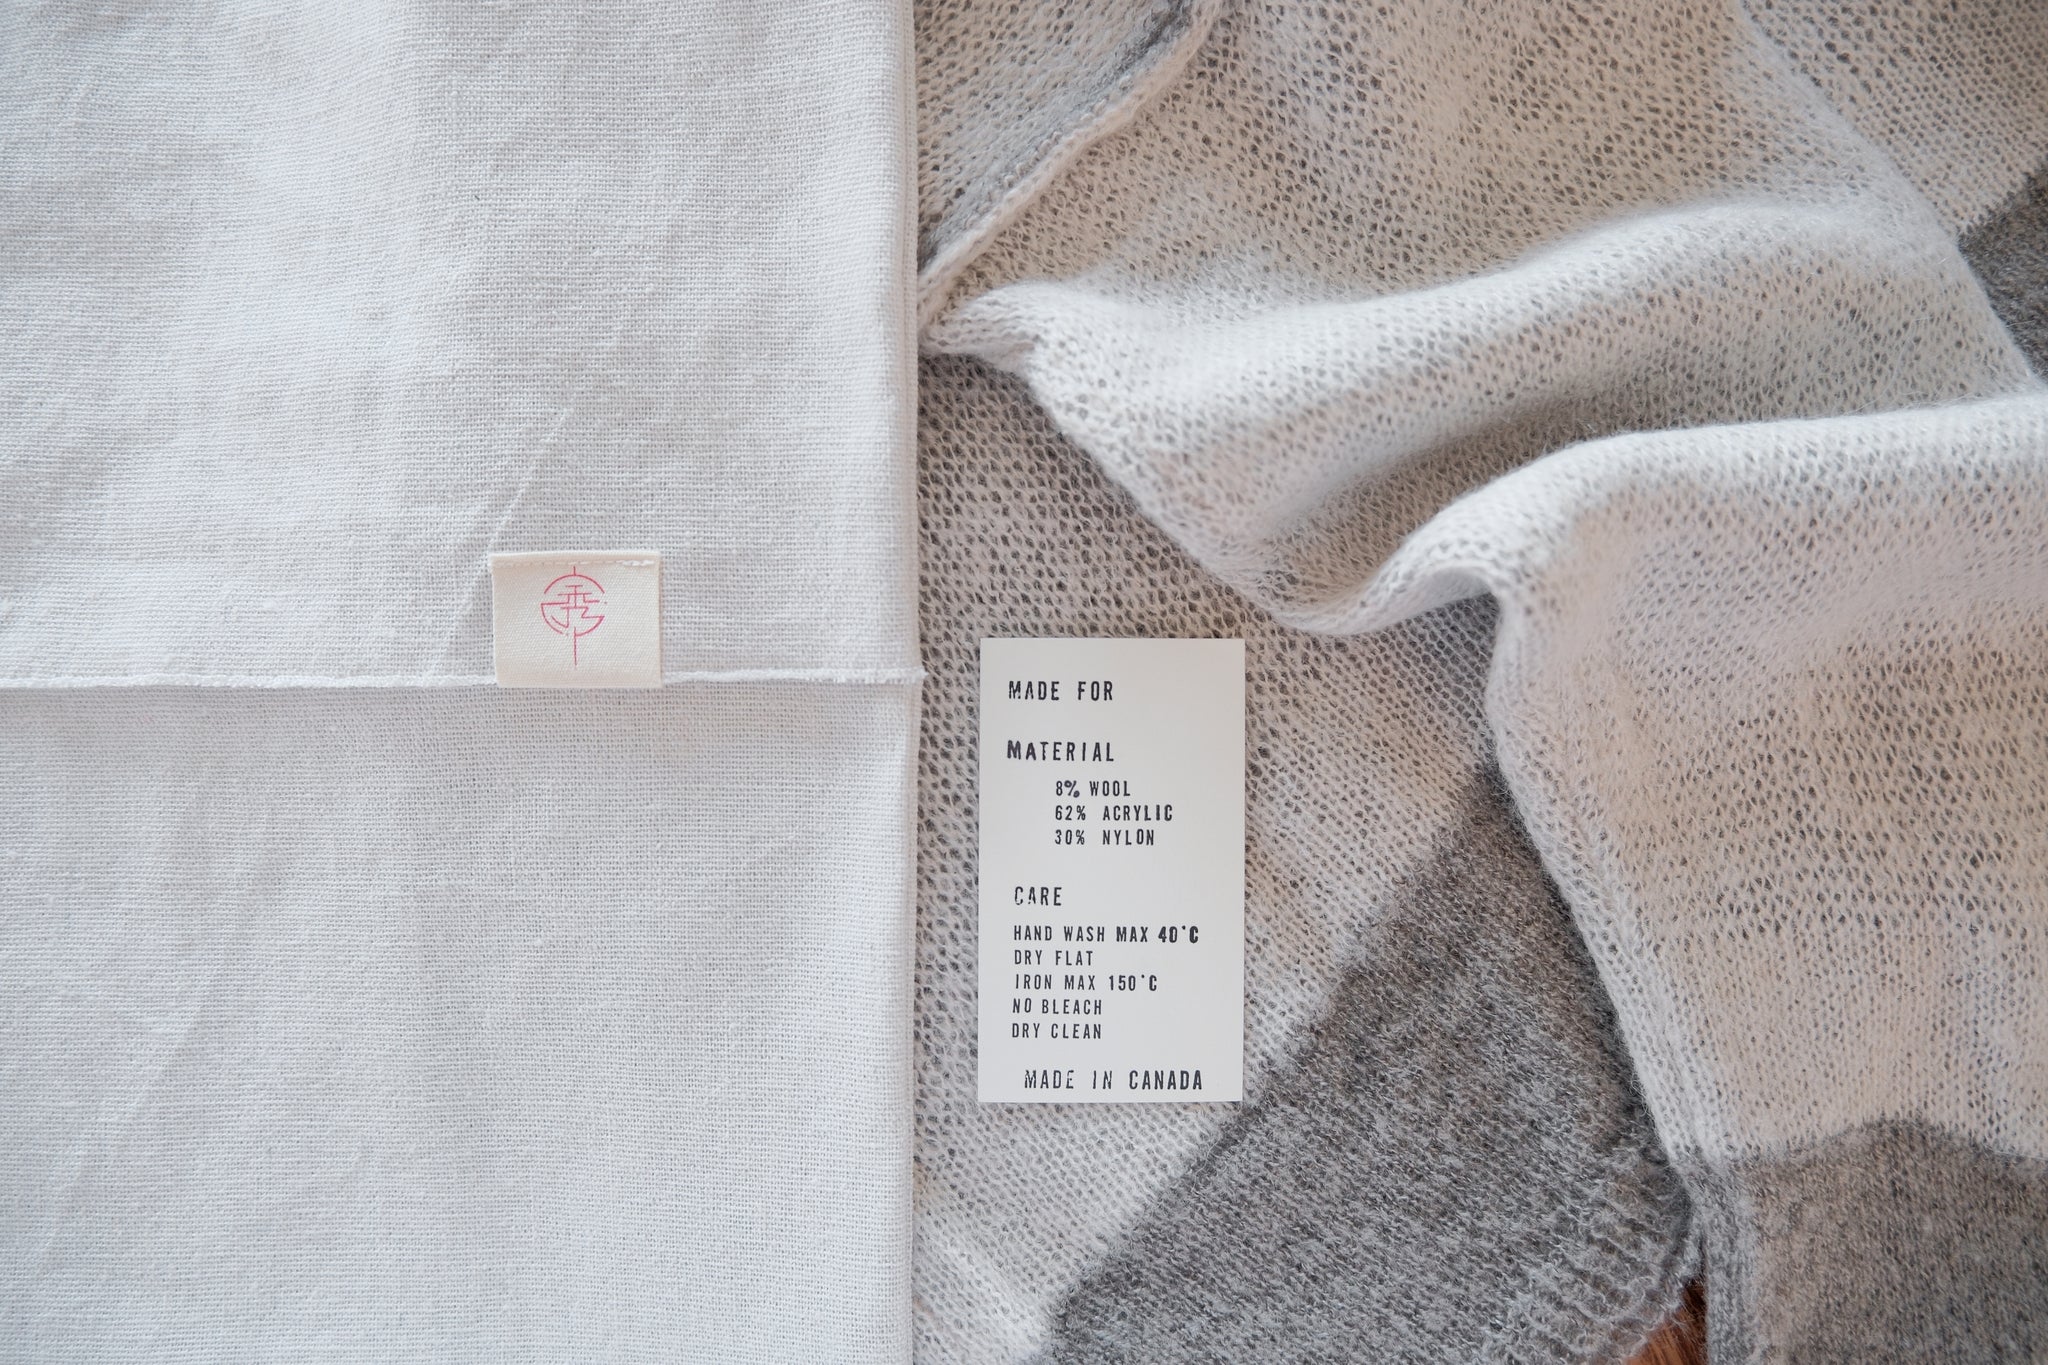 MADE FOR
MATERIAL
8% WOOL
62% ACRYLIC
30% NYLON
CARE
HAND WASH MAX 40°C
DRY FLAT
IRON MAX 150°C
NO BLEACH
DRY CLEAN
MADE IN CANADA